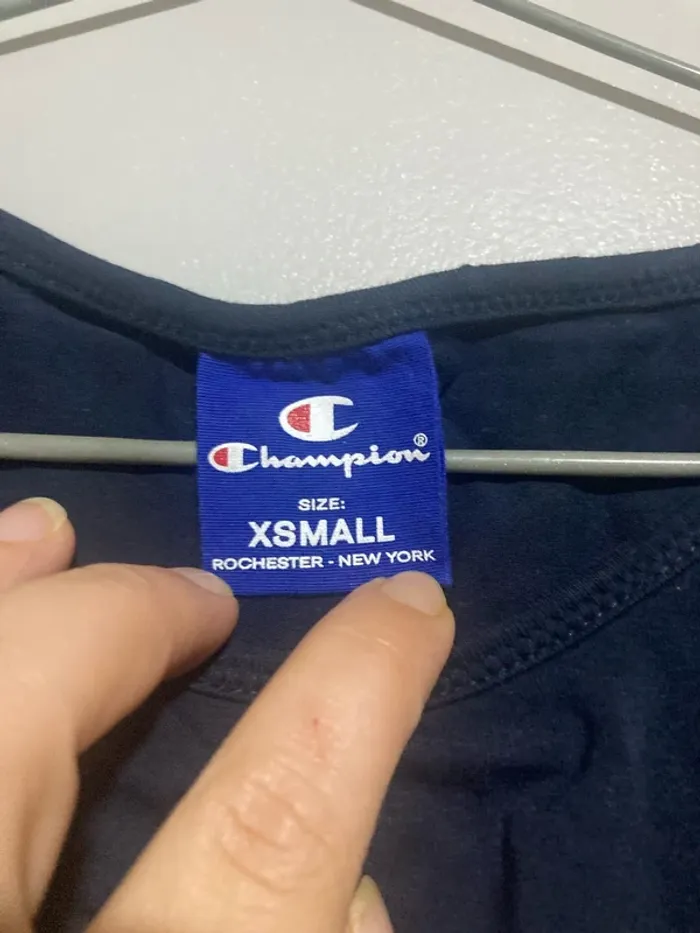 Champion®
SIZE:
XSMALL
ROCHESTER - NEW YORK